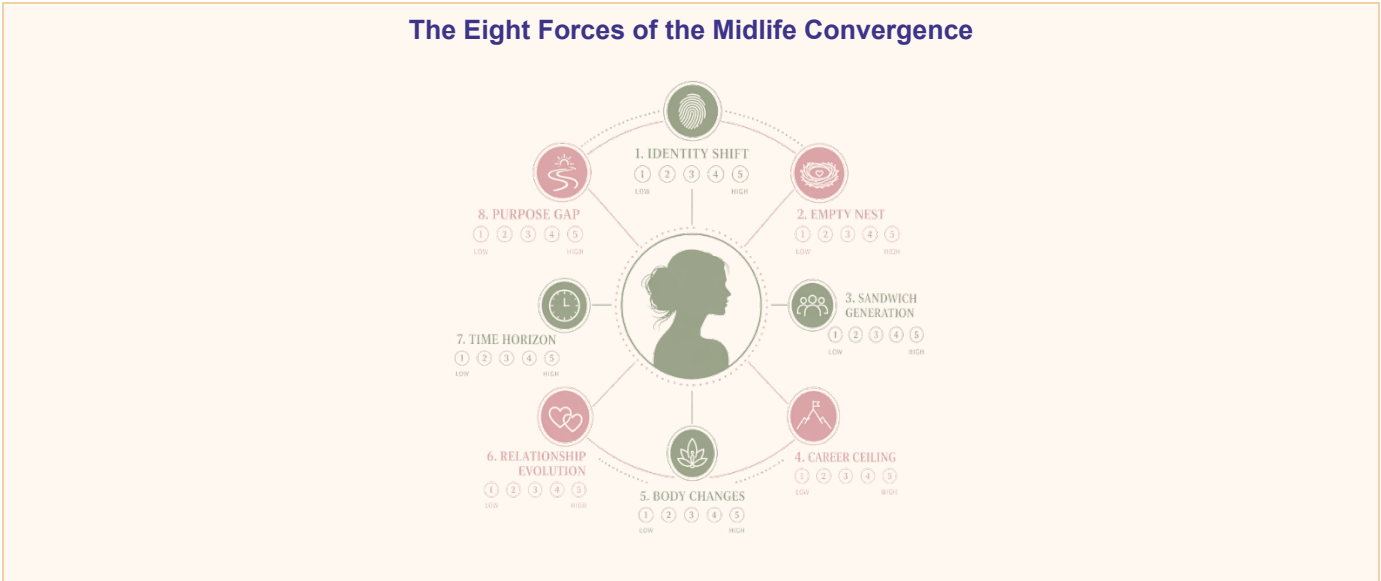 The Eight Forces of the Midlife Convergence
1. IDENTITY SHIFT
1 2 3 4 5
LOW HIGH
2. EMPTY NEST
1 2 3 4 5
LOW HIGH
3. SANDWICH
GENERATION
1 2 3 4 5
LOW HIGH
4. CAREER CEILING
1 2 3 4 5
LOW HIGH
5. BODY CHANGES
1 2 3 4 5
LOW HIGH
6. RELATIONSHIP
EVOLUTION
1 2 3 4 5
LOW HIGH
7. TIME HORIZON
1 2 3 4 5
LOW HIGH
8. PURPOSE GAP
1 2 3 4 5
LOW HIGH